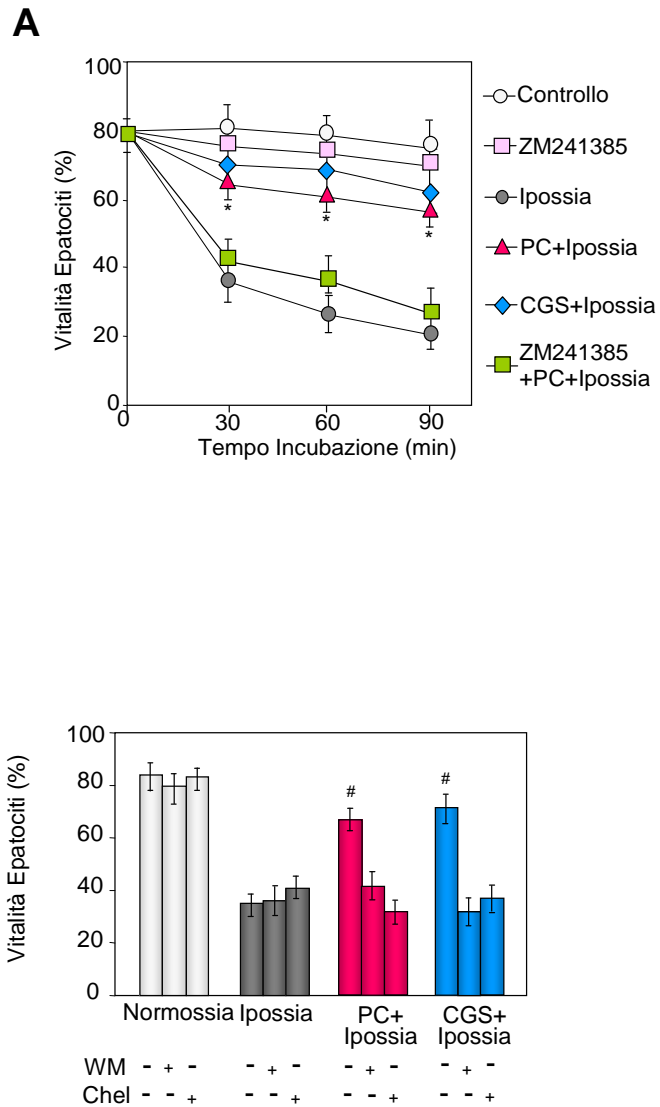 A
100
80
60
40
20
0
Vitalità Epatociti (%)
0
30
60
90
Tempo Incubazione (min)
*
*
*
Controllo
ZM241385
Ipossia
PC+Ipossia
CGS+Ipossia
ZM241385
+PC+Ipossia
100
80
60
40
20
0
Vitalità Epatociti (%)
#
#
Normossia Ipossia PC+ CGS+
Ipossia Ipossia
WM - + - - + - - + - - + -
Chel - - + - - + - - + - - +